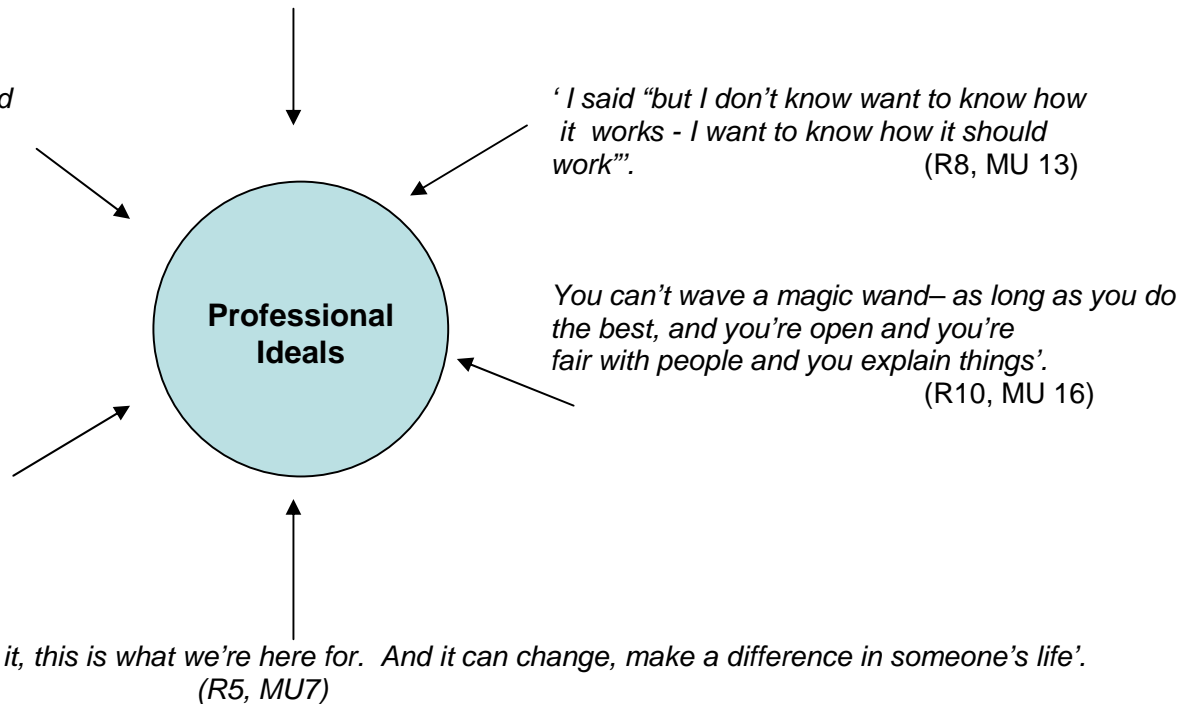 d
‘ I said “but I don’t know want to know how
it works - I want to know how it should
work”’. (R8, MU 13)
Professional
Ideals
You can’t wave a magic wand– as long as you do
the best, and you’re open and you’re
fair with people and you explain things’.
(R10, MU 16)
it, this is what we’re here for. And it can change, make a difference in someone’s life’.
(R5, MU7)